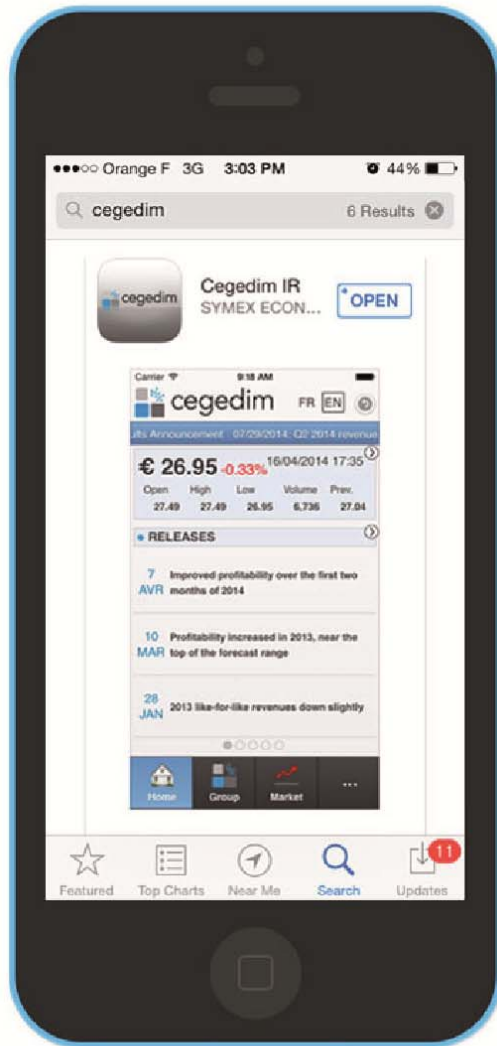 Orange F 3G 3:03 PM 44%
cegedim 6 Results
cegedim
Cegedim IR
SYMEX ECON...
OPEN
Carrier 9:18 AM
cegedim FR EN
ults Announcement 07/29/2014: Q2 2014 revenue
€ 26.95 -0.33% 16/04/2014 17:35
Open High Low Volume Prev.
27.49 27.49 26.95 6,736 27.04
RELEASES
7 AVR Improved profitability over the first two
months of 2014
10 MAR Profitability increased in 2013, near the
top of the forecast range
28 JAN 2013 like-for-like revenues down slightly
Home Group Market ...
11
Featured Top Charts Near Me Search Updates